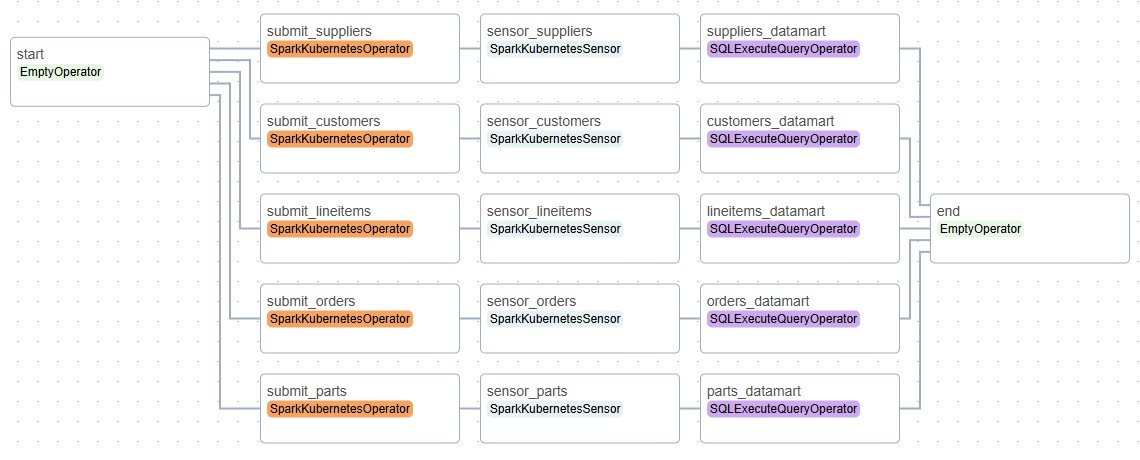 start
EmptyOperator
submit_suppliers
SparkKubernetesOperator
sensor_suppliers
SparkKubernetesSensor
suppliers_datamart
SQLExecuteQueryOperator
submit_customers
SparkKubernetesOperator
sensor_customers
SparkKubernetesSensor
customers_datamart
SQLExecuteQueryOperator
submit_lineitems
SparkKubernetesOperator
sensor_lineitems
SparkKubernetesSensor
lineitems_datamart
SQLExecuteQueryOperator
submit_orders
SparkKubernetesOperator
sensor_orders
SparkKubernetesSensor
orders_datamart
SQLExecuteQueryOperator
submit_parts
SparkKubernetesOperator
sensor_parts
SparkKubernetesSensor
parts_datamart
SQLExecuteQueryOperator
end
EmptyOperator